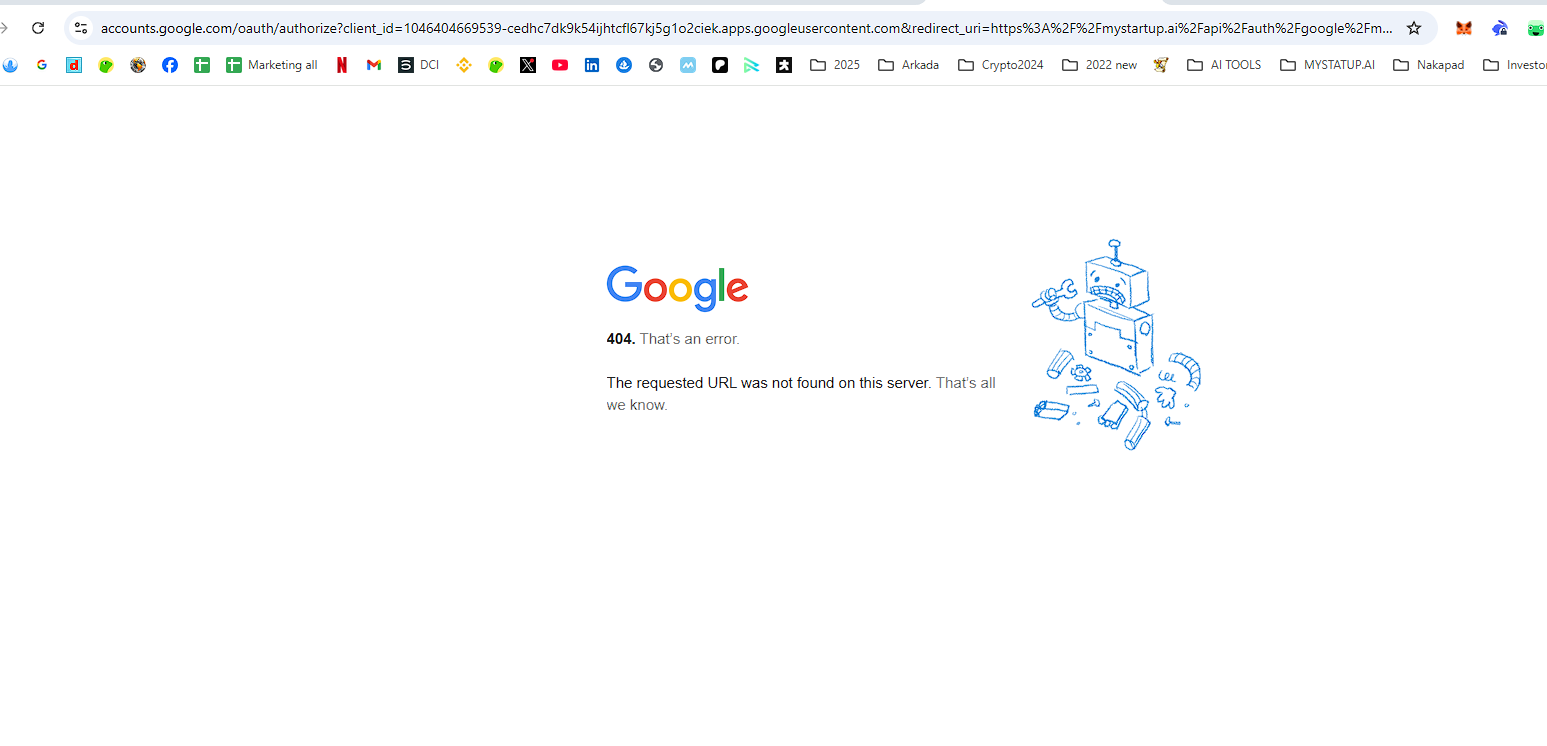 accounts.google.com/oauth/authorize?client_id=1046404669539-cedhc7dk9k54ijhtcfl67kj5g1o2ciek.apps.googleusercontent.com&redirect_uri=https%3A%2F%2Fmystartup.ai%2Fapi%2Fauth%2Fgoogle%2Fm...
Marketing all DCI 2025 Arkada Crypto2024 2022 new AI TOOLS MYSTATUP.AI Nakapad Investo
Google
404. That's an error.
The requested URL was not found on this server. That's all
we know.